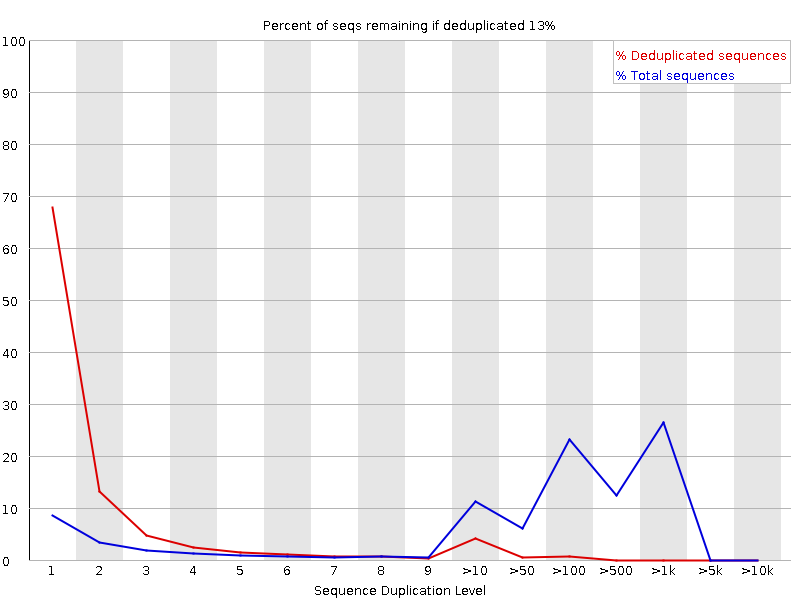 Percent of seqs remaining if deduplicated 13%
% Deduplicated sequences
% Total sequences
100
90
80
70
60
50
40
30
20
10
0
1 2 3 4 5 6 7 8 9 >10 >50 >100 >500 >1k >5k >10k
Sequence Duplication Level